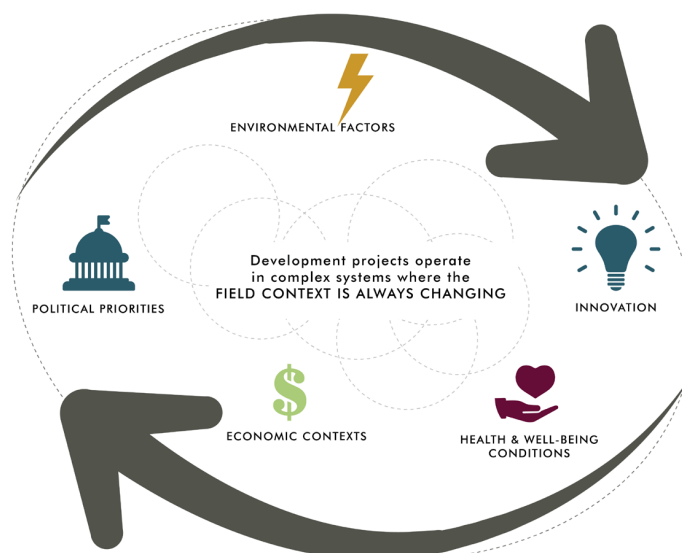 ENVIRONMENTAL FACTORS
Development projects operate
in complex systems where the
FIELD CONTEXT IS ALWAYS CHANGING
POLITICAL PRIORITIES
INNOVATION
ECONOMIC CONTEXTS
HEALTH & WELL-BEING
CONDITIONS